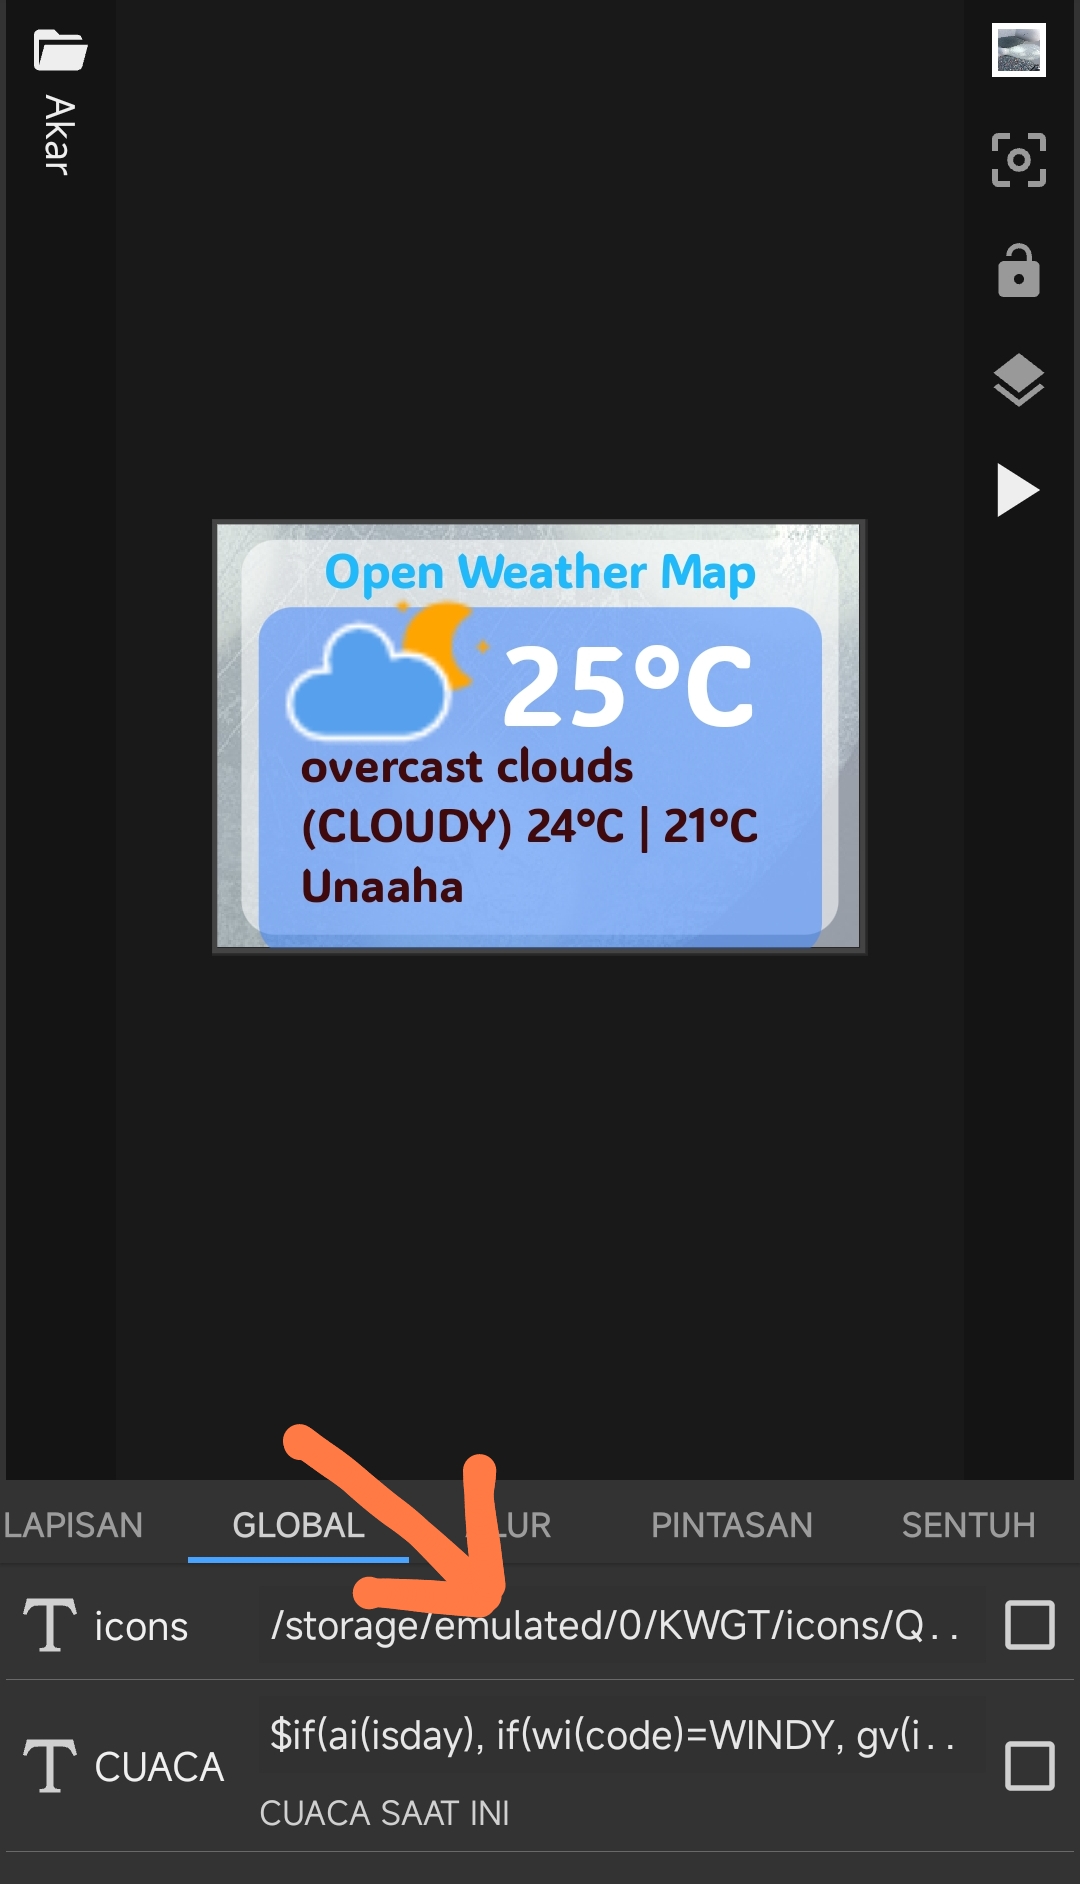 Akar
Open Weather Map
25°C
overcast clouds
(CLOUDY) 24°C | 21°C
Unaaha
LAPISAN GLOBAL LUR PINTASAN SENTUH
icons /storage/emulated/0/KWGT/icons/Q..
$if(ai(isday), if(wi(code)=WINDY, gv(i..
CUACA
CUACA SAAT INI